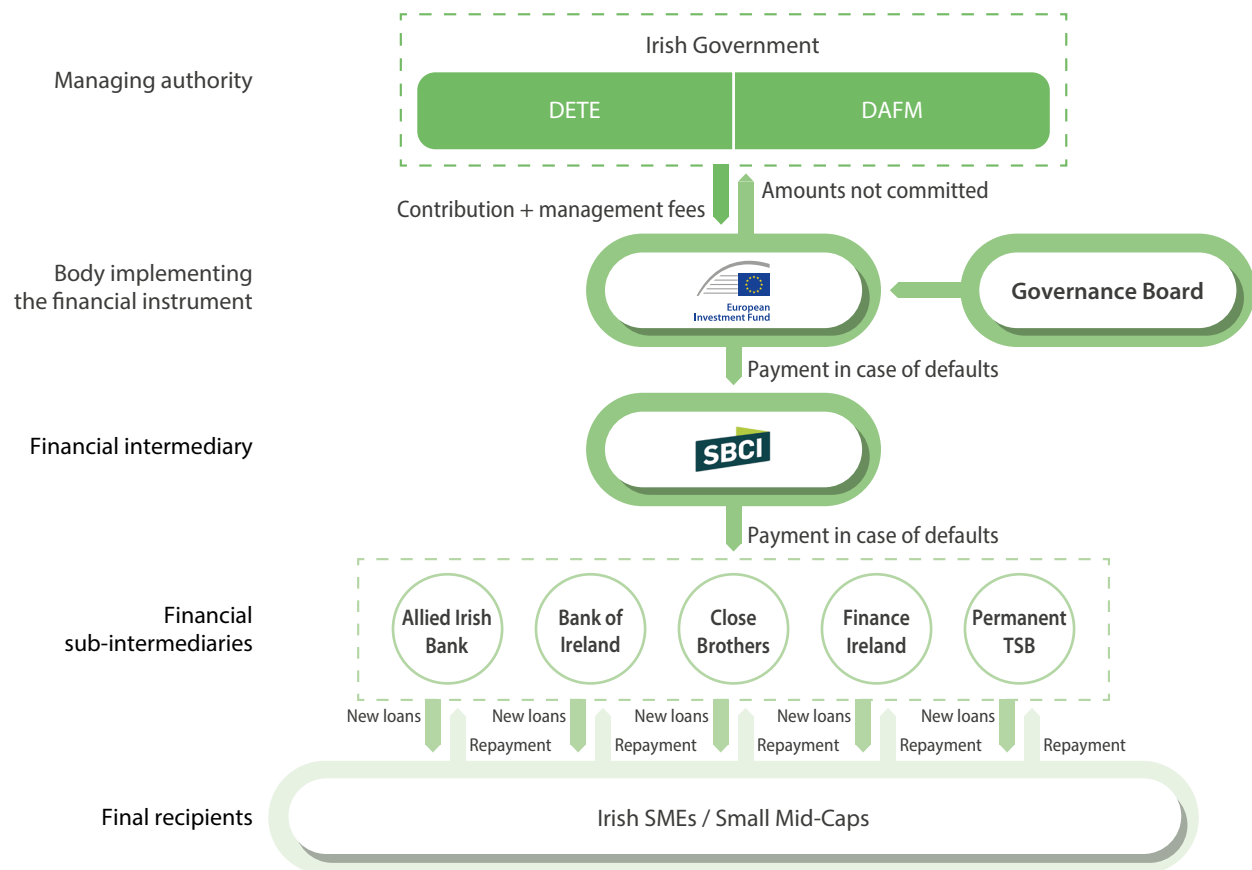 Managing authority
Irish Government
DETE
DAFM
Contribution + management fees
Amounts not committed
Body implementing
the financial instrument
European
Investment Fund
Governance Board
Payment in case of defaults
Financial intermediary
SBCI
Payment in case of defaults
Financial
sub-intermediaries
Allied Irish
Bank
Bank of
Ireland
Close
Brothers
Finance
Ireland
Permanent
TSB
New loans
Repayment
New loans
Repayment
New loans
Repayment
New loans
Repayment
New loans
Repayment
Final recipients
Irish SMEs / Small Mid-Caps